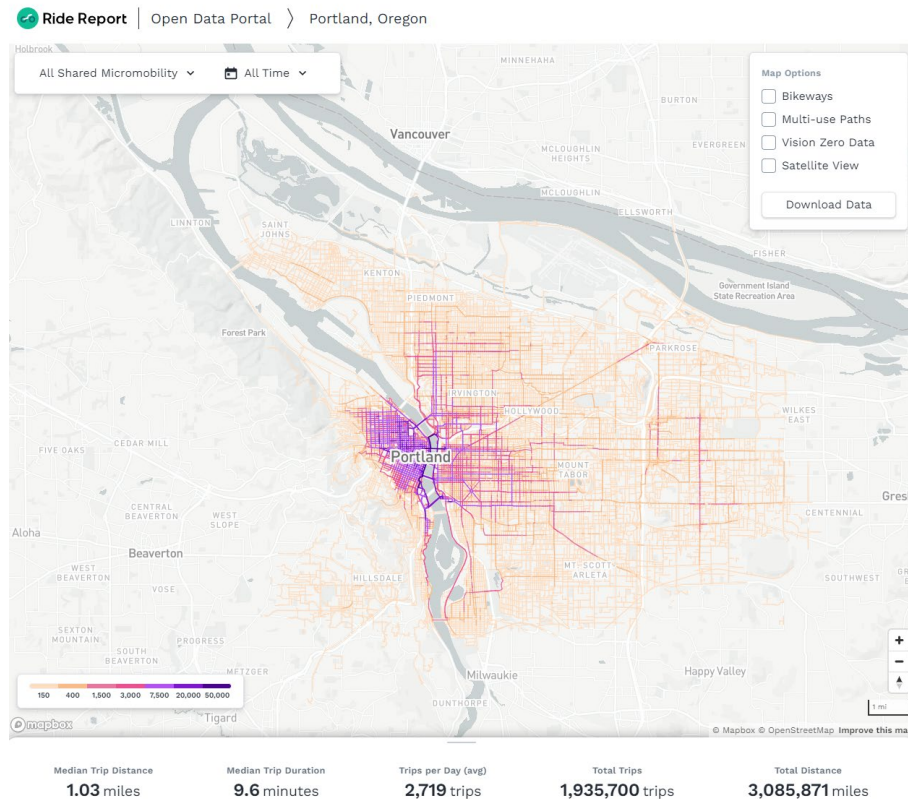 Ride Report | Open Data Portal 〉 Portland, Oregon
Holbrook
All Shared Micromobility
All Time
MINNEHAHA
Map Options
Bikeways
Multi-use Paths
Vision Zero Data
Satellite View
Download Data
BURTON
Vancouver
EVERGREEN
MCLOUGHLIN
HEIGHTS
MCLOUGHLIN
ELLSWORTH
LINNTON
SAINT
JOHNS
FISHER
KENTON
Government Island
State Recreation Area
PIEDMONT
Forest Park
PARKROSE
IRVINGTON
HOLLYWOOD
WILKES
EAST
CEDAR MILL
FIVE OAKS
Portland
MOUNT
TABOR
CENTRAL
BEAVERTON
WEST
SLOPE
CENTENNIAL
Aloha
Beaverton
WEST
BEAVERTON
HILLSDALE
MT-SCOTT-
ARLETA
SOUTHWEST
VOSE
SEXTON
MOUNTAIN
PROGRESS
SOUTH
BEAVERTON
METZGER
Milwaukie
Happy Valley
DUNTHORPE
150 400 1,500 3,000 7,500 20,000 50,000
Tigard
1 mi
mapbox
© Mapbox © OpenStreetMap Improve this ma
Median Trip Distance
1.03 miles
Median Trip Duration
9.6 minutes
Trips per Day (avg)
2,719 trips
Total Trips
1,935,700 trips
Total Distance
3,085,871 miles